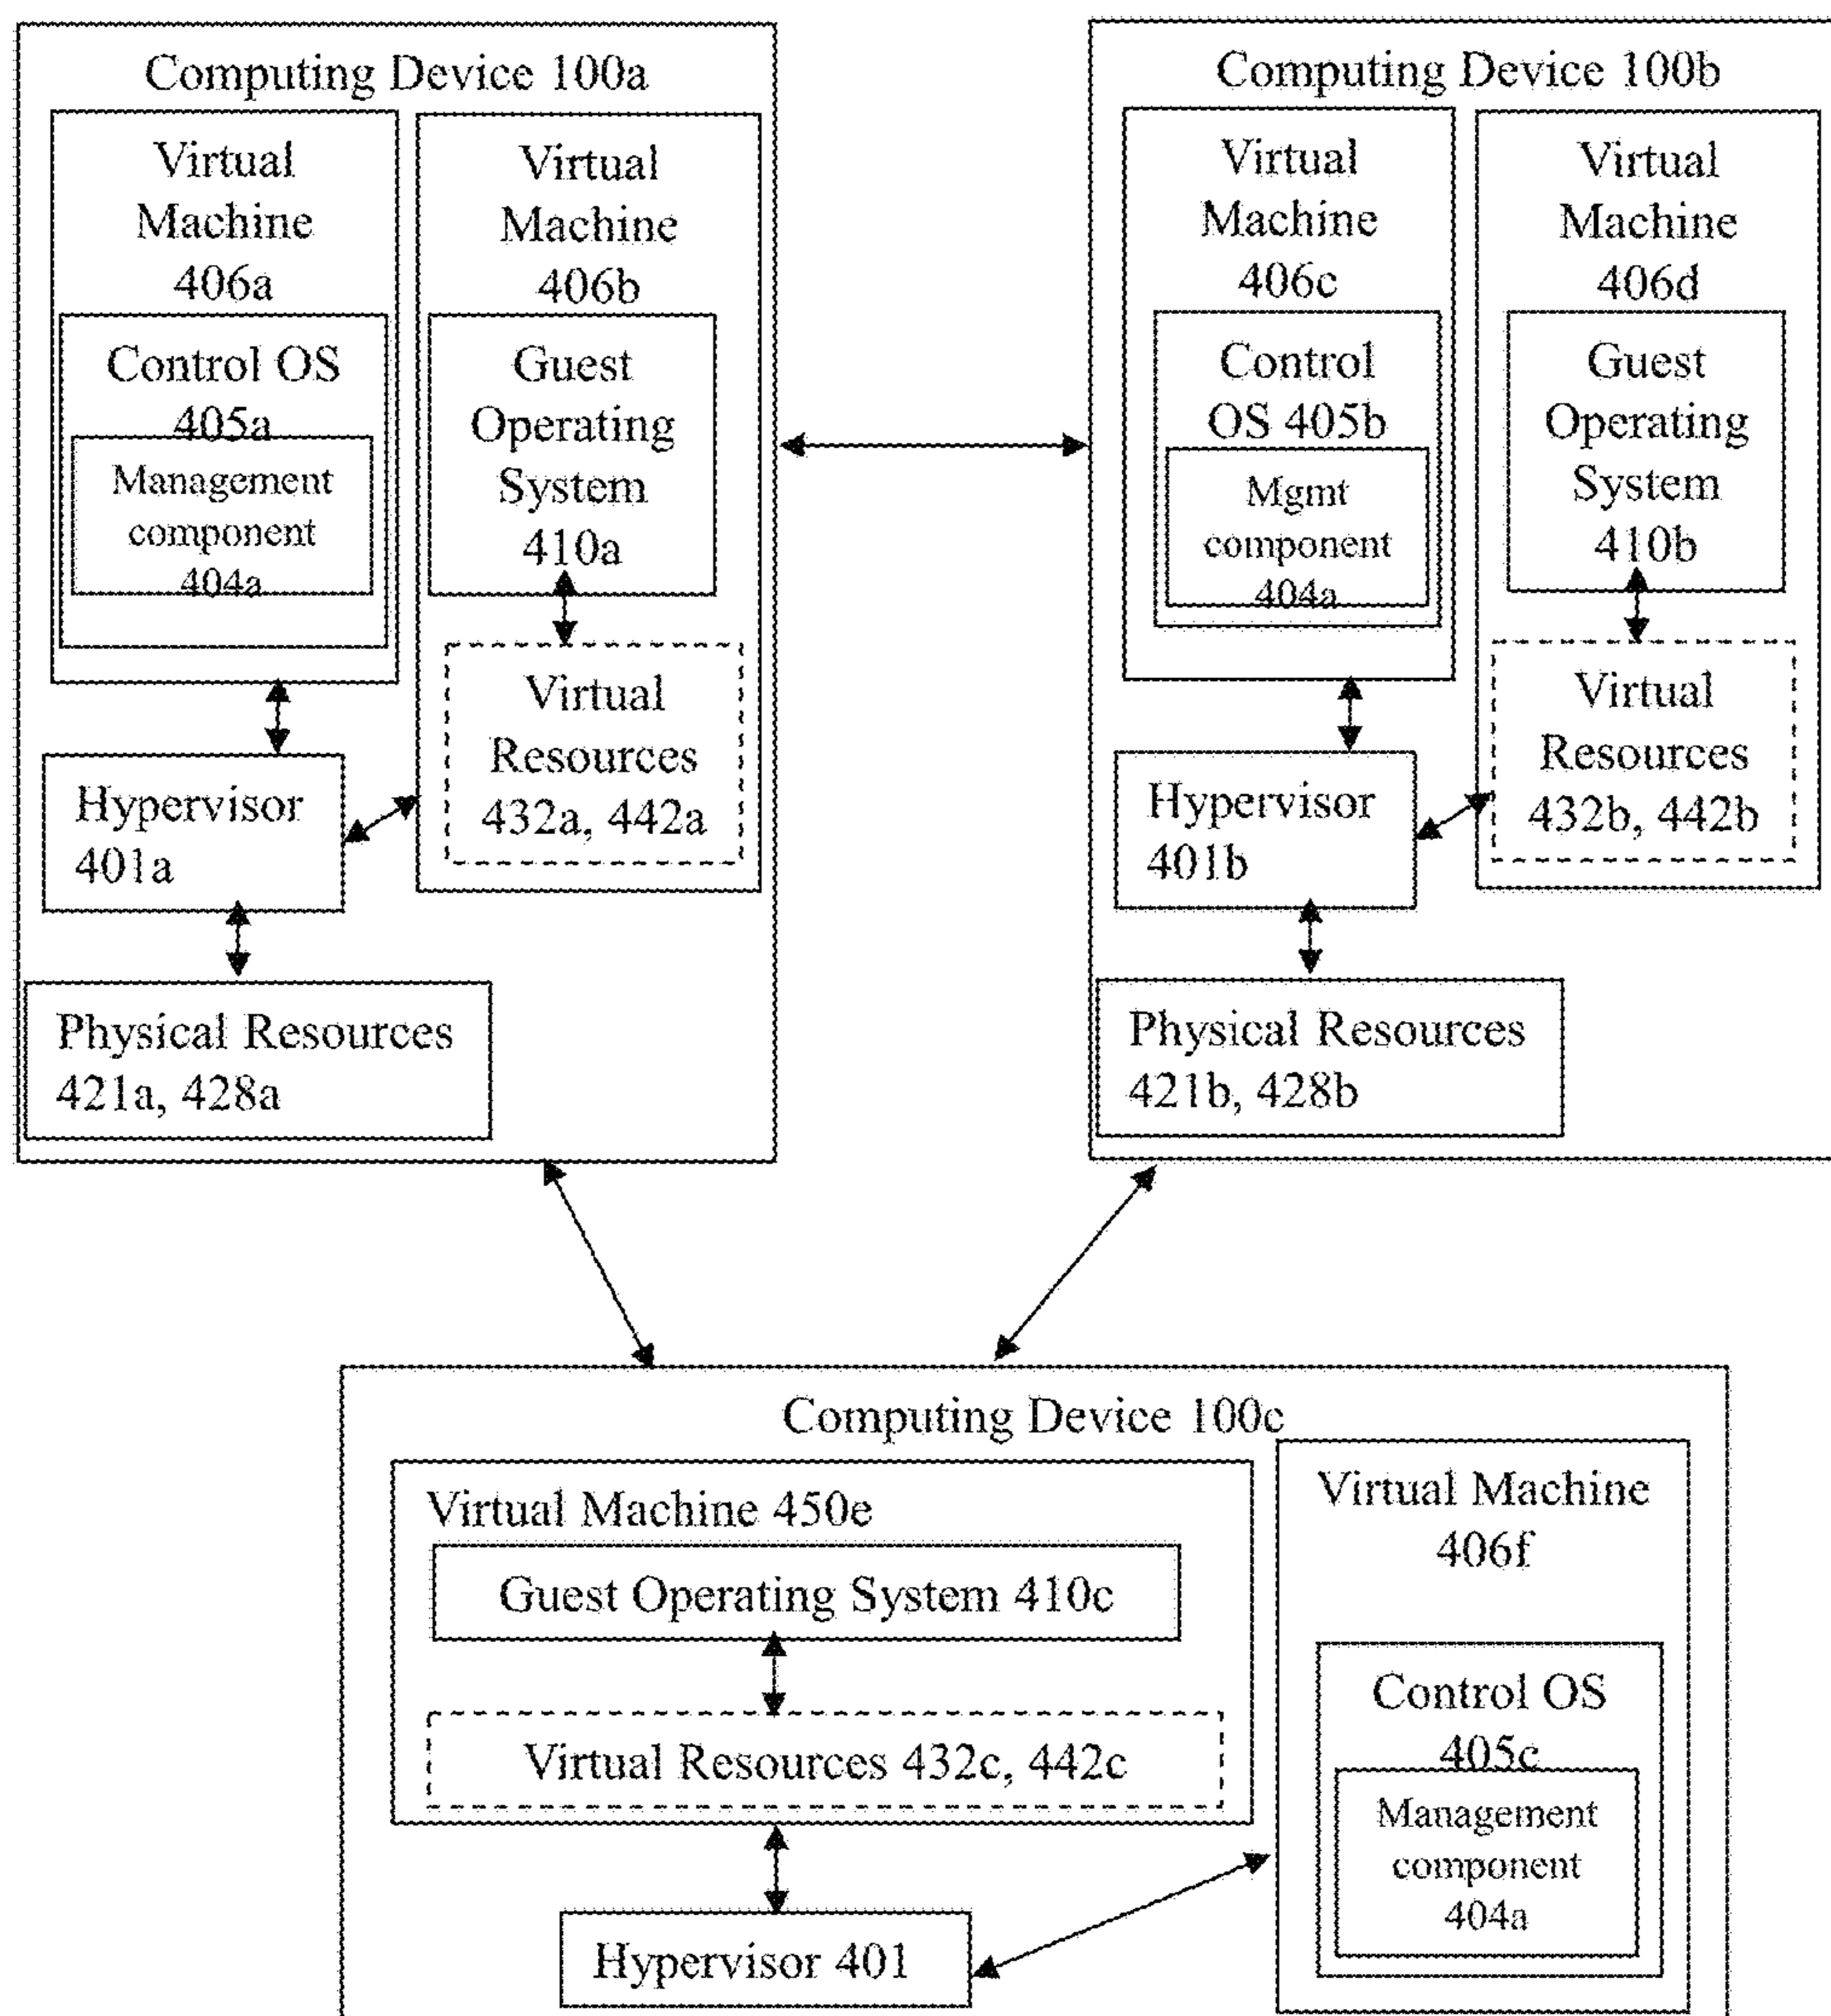 Computing Device 100a
Virtual
Machine
406a
Control OS
405a
Management
component
404a
Virtual
Machine
406b
Guest
Operating
System
410a
Virtual
Resources
432a, 442a
Hypervisor
401a
Physical Resources
421a, 428a
Computing Device 100b
Virtual
Machine
406c
Control
OS 405b
Mgmt
component
404a
Virtual
Machine
406d
Guest
Operating
System
410b
Virtual
Resources
432b, 442b
Hypervisor
401b
Physical Resources
421b, 428b
Computing Device 100c
Virtual Machine 450e
Guest Operating System 410c
Virtual Resources 432c, 442c
Hypervisor 401
Virtual Machine
406f
Control OS
405c
Management
component
404a